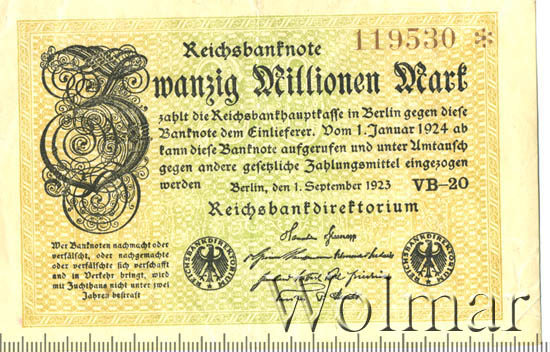 Reichsbanknote
119530 *
Zwanzig Millionen Mark
zahlt die Reichsbankhauptkasse in Berlin gegen diese
Banknote dem Einlieferer. Vom 1. Januar 1924 ab
kann diese Banknote aufgerufen und unter Umtausch
gegen andere gesetzliche Zahlungsmittel eingezogen
werden Berlin, den 1. September 1923 VB-20
Reichsbankdirektorium
Wer Banknoten nachmacht oder
verfälscht, oder nachgemachte
oder verfälschte sich verschafft
und in Verkehr bringt, wird
mit Zuchthaus nicht unter zwei
Jahren bestraft
REICHSBANKDIREKTORIUM
REICHSBANKDIREKTORIUM
Wolmar